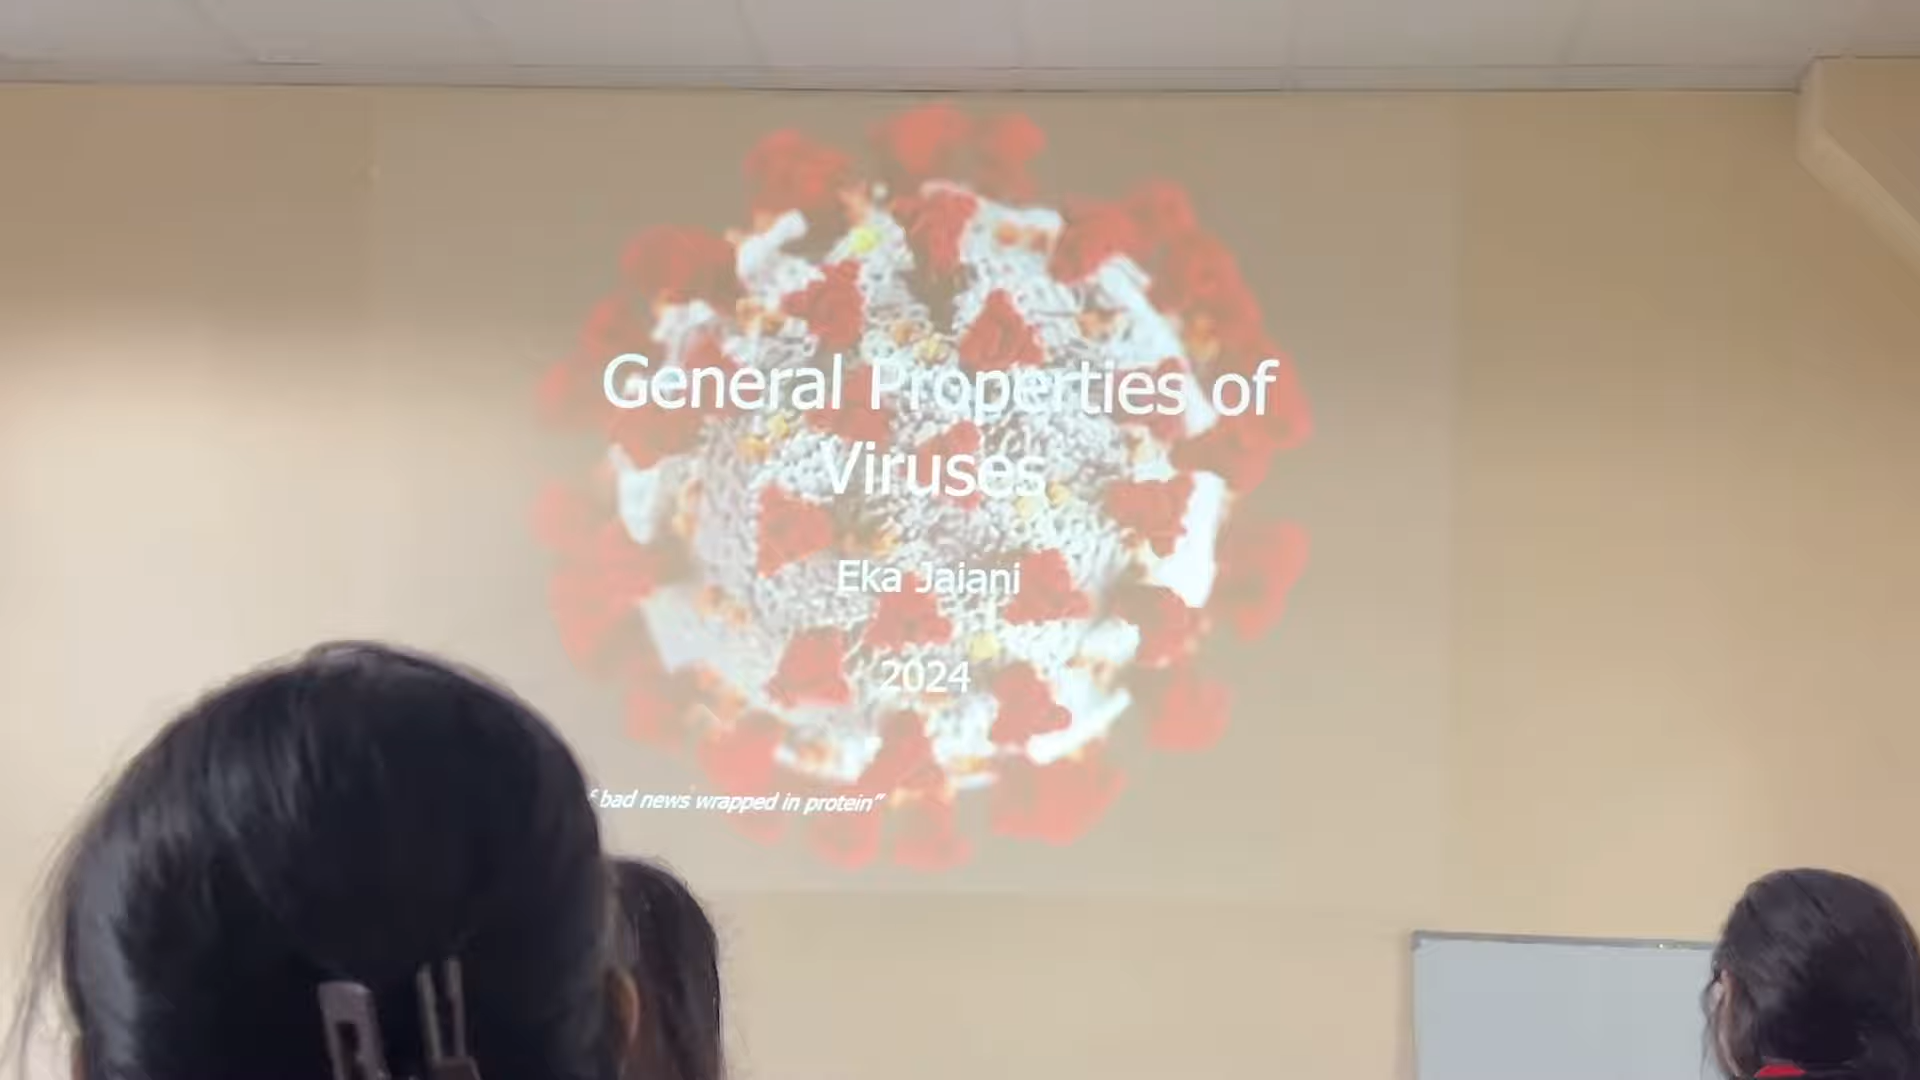 General Properties of
Viruses
Eka Jaiani
2024
bad news wrapped in protein”